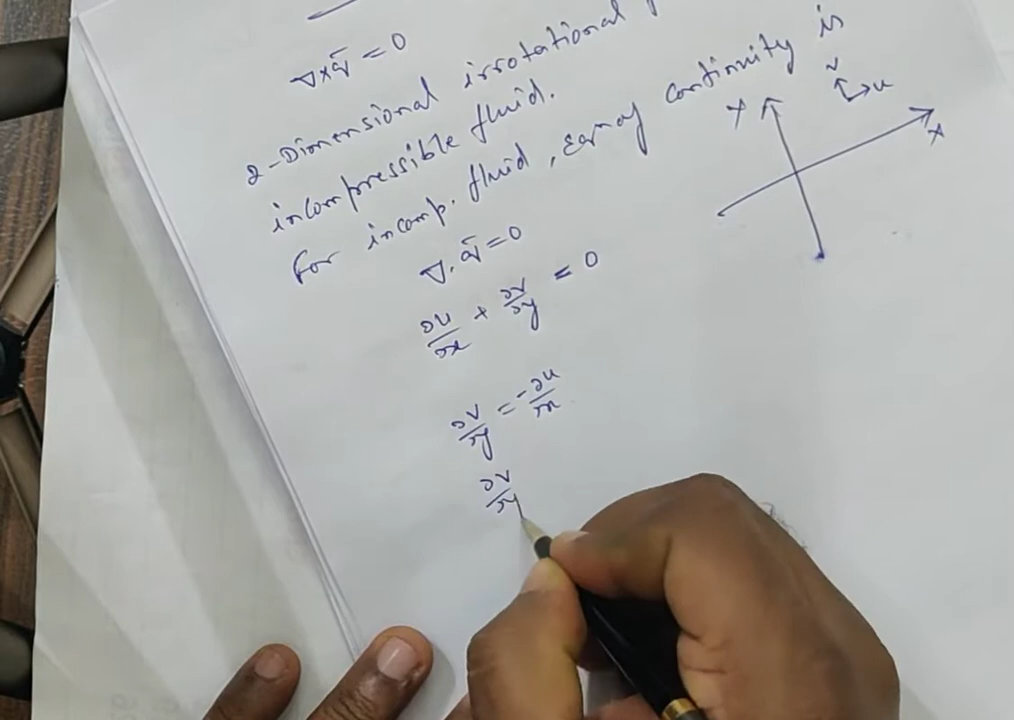 ∇×q̄ = 0
2-Dimensional irrotational
incompressible fluid.
For incomp. fluid, eqn of continuity is
∇. q̄ = 0
∂u/∂x + ∂v/∂y = 0
∂v/∂y = -∂u/∂x
∂v/∂y
Y
v
u
X